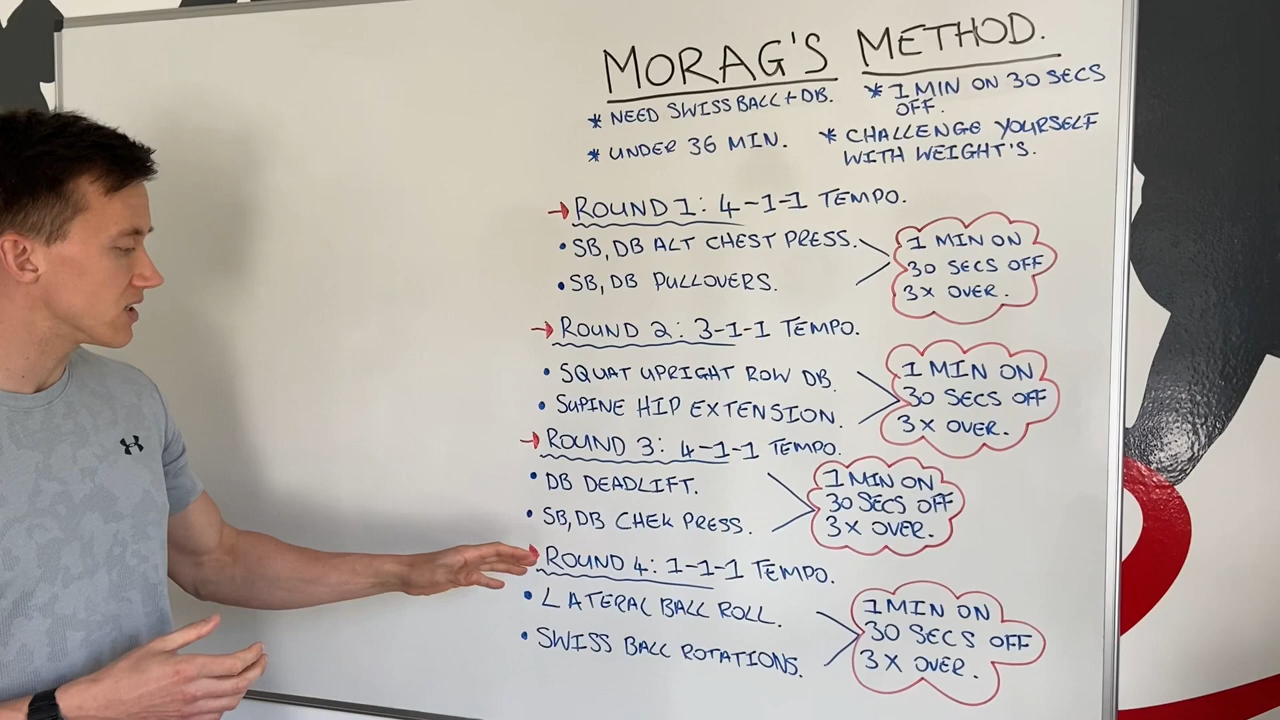 MORAG'S METHOD.
* NEED SWISS BALL + DB.
* 1 MIN ON 30 SECS
OFF.
* UNDER 36 MIN.
* CHALLENGE YOURSELF
WITH WEIGHT'S.
→ ROUND 1: 4-1-1 TEMPO.
• SB, DB ALT CHEST PRESS.
• SB, DB PULLOVERS.
1 MIN ON
30 SECS OFF
3X OVER.
→ ROUND 2: 3-1-1 TEMPO.
• SQUAT UPRIGHT ROW DB.
• SUPINE HIP EXTENSION.
1 MIN ON
30 SECS OFF
3X OVER.
→ ROUND 3: 4-1-1 TEMPO.
• DB DEADLIFT.
• SB, DB CHEK PRESS.
1 MIN ON
30 SECS OFF
3X OVER.
ROUND 4: 1-1-1 TEMPO.
• LATERAL BALL ROLL.
• SWISS BALL ROTATIONS.
1 MIN ON
30 SECS OFF
3X OVER.